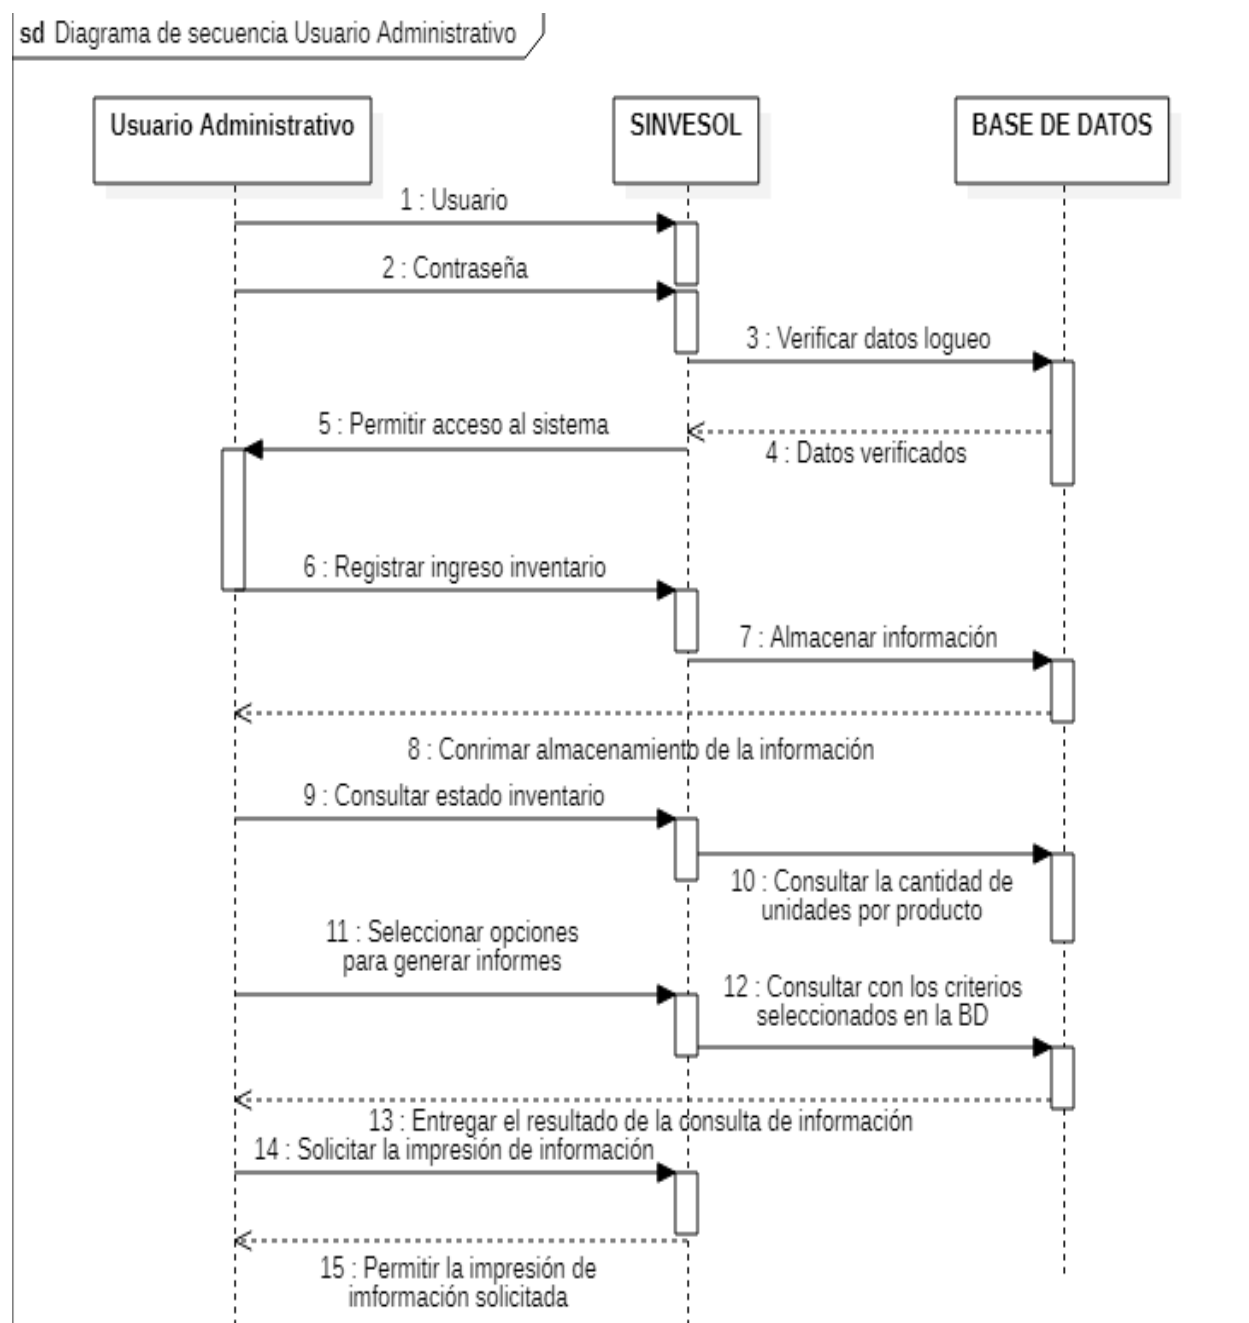 sd Diagrama de secuencia Usuario Administrativo
Usuario Administrativo
SINVESOL
BASE DE DATOS
1 : Usuario
2 : Contraseña
3 : Verificar datos logueo
5 : Permitir acceso al sistema
4 : Datos verificados
6 : Registrar ingreso inventario
7 : Almacenar información
8 : Conrimar almacenamiento de la información
9 : Consultar estado inventario
10 : Consultar la cantidad de
unidades por producto
11 : Seleccionar opciones
para generar informes
12 : Consultar con los criterios
seleccionados en la BD
13 : Entregar el resultado de la consulta de información
14 : Solicitar la impresión de información
15 : Permitir la impresión de
imformación solicitada